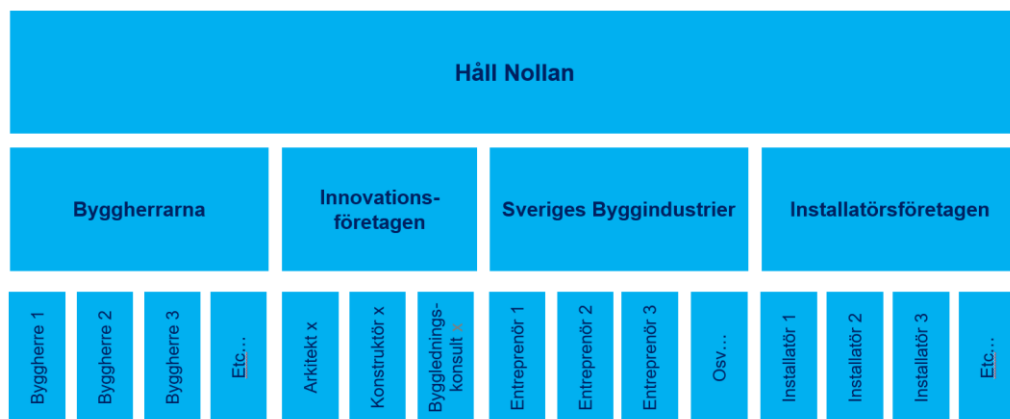 Håll Nollan
Byggherrarna
Innovations-
företagen
Sveriges Byggindustrier
Installatörsföretagen
Byggherre 1
Byggherre 2
Byggherre 3
Etc...
Arkitekt x
Konstruktör x
Bygglednings-
konsult x
Entreprenör 1
Entreprenör 2
Entreprenör 3
Osv...
Installatör 1
Installatör 2
Installatör 3
Etc...